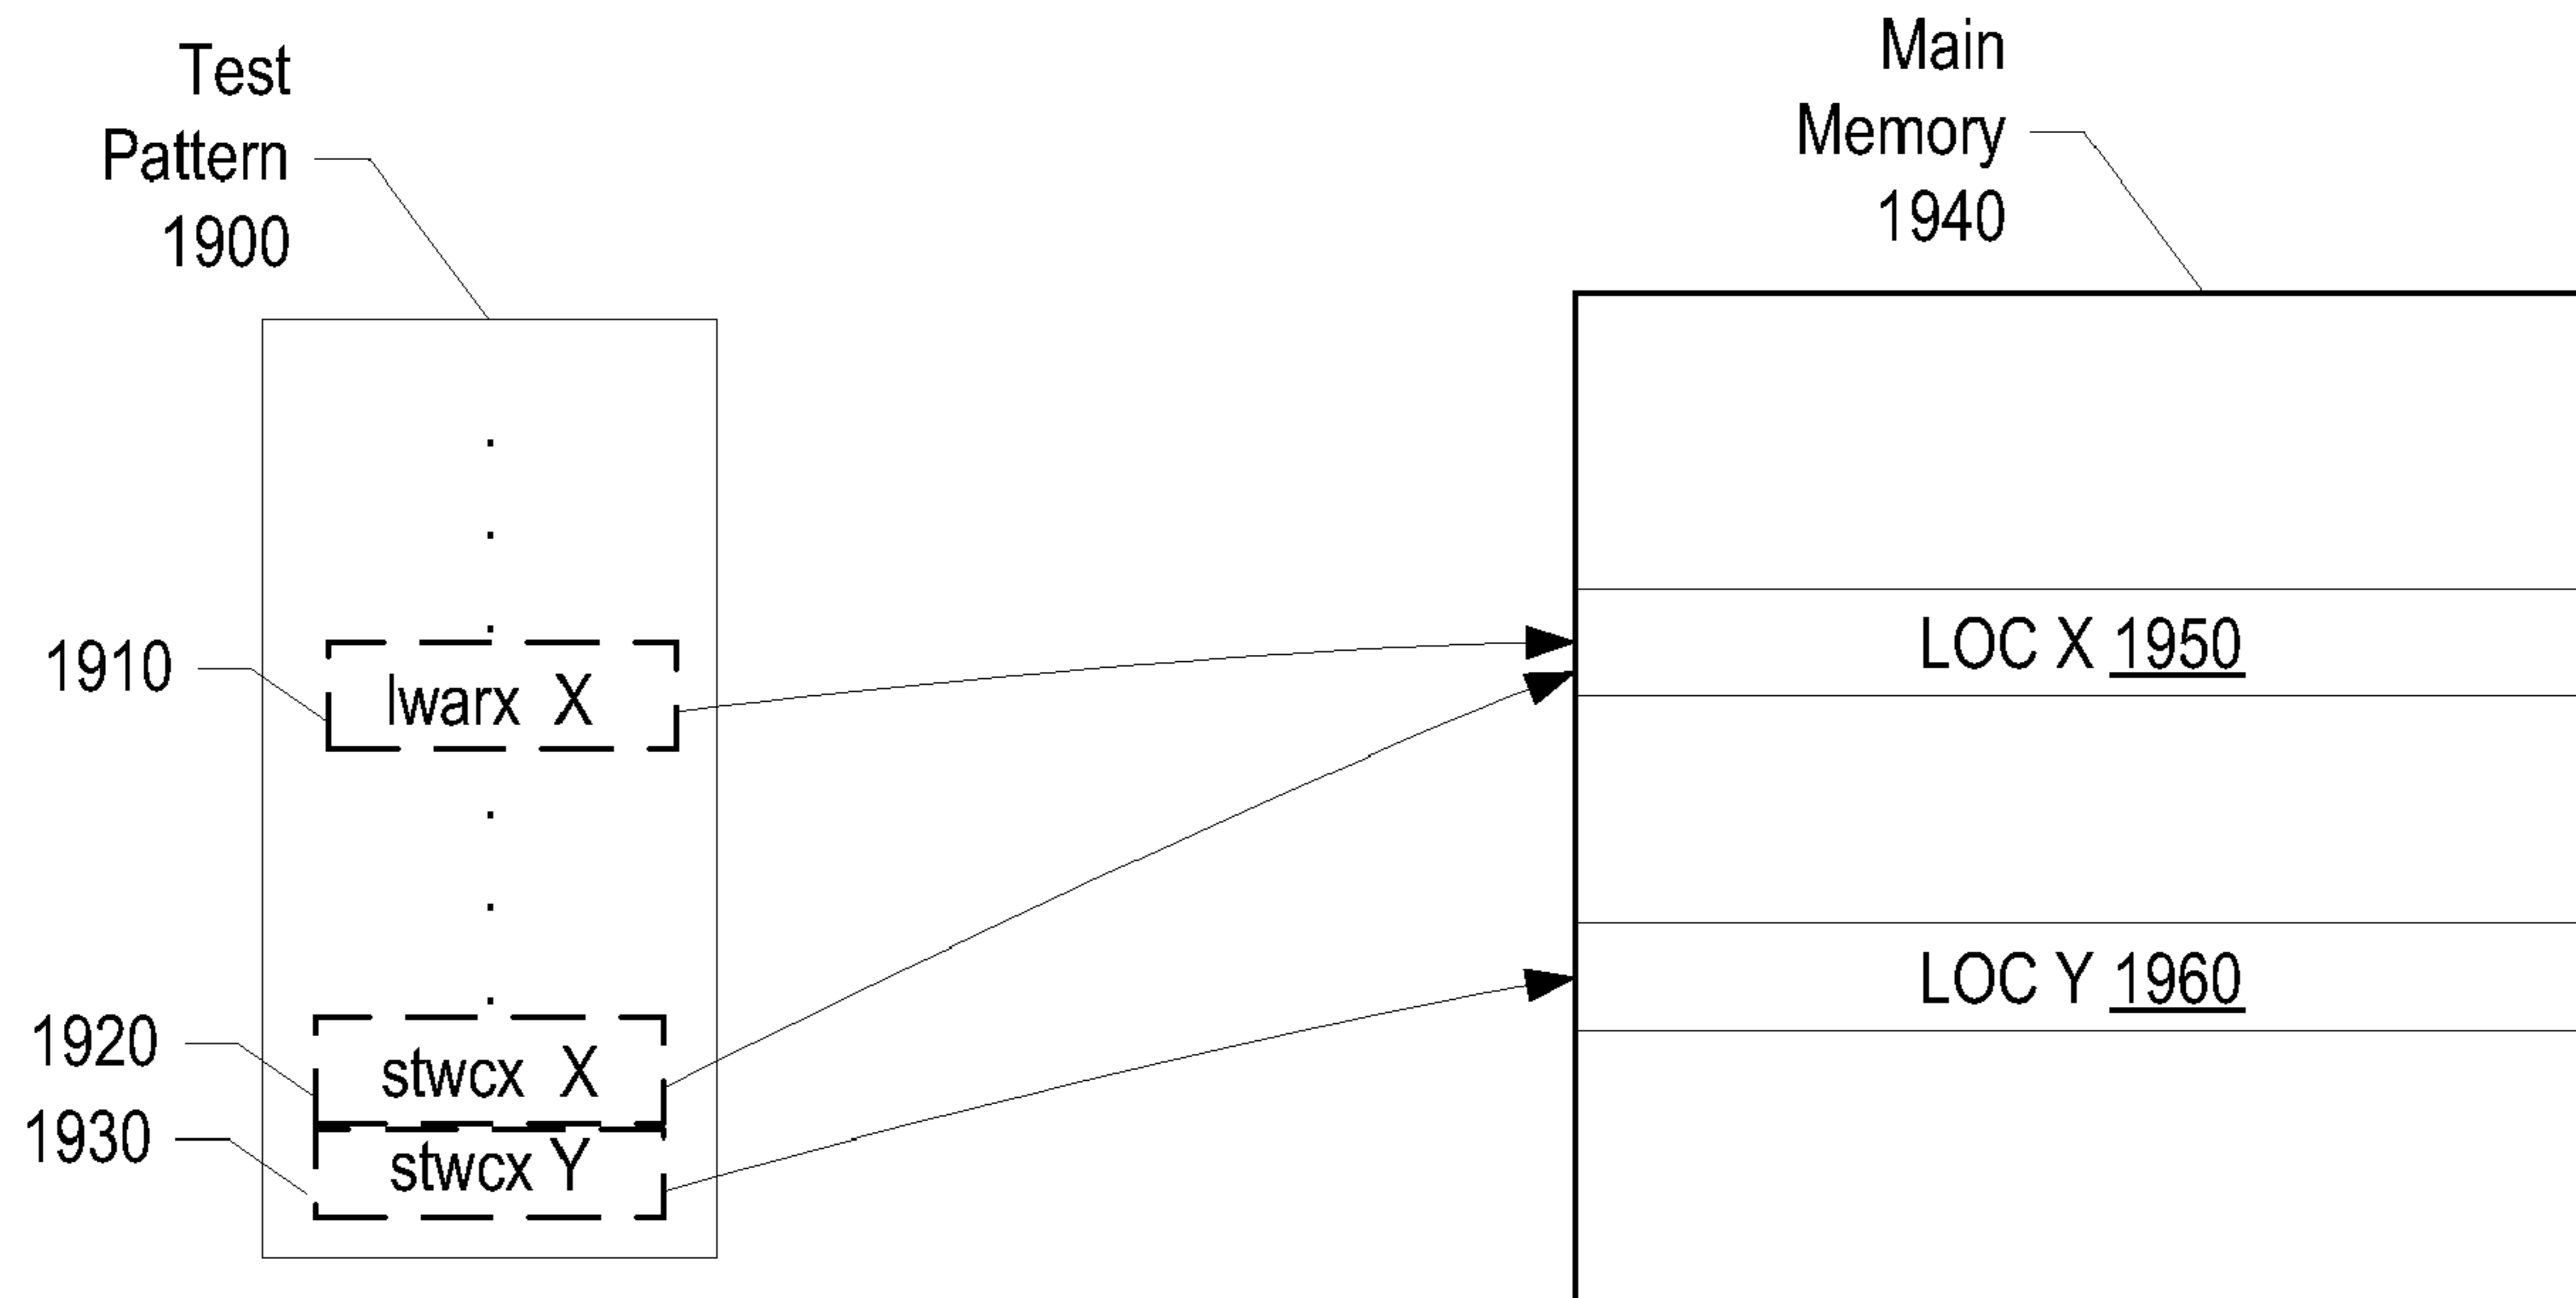 Test
Pattern
1900
Main
Memory
1940
1910
lwarx X
LOC X 1950
1920
stwcx X
1930
stwcx Y
LOC Y 1960